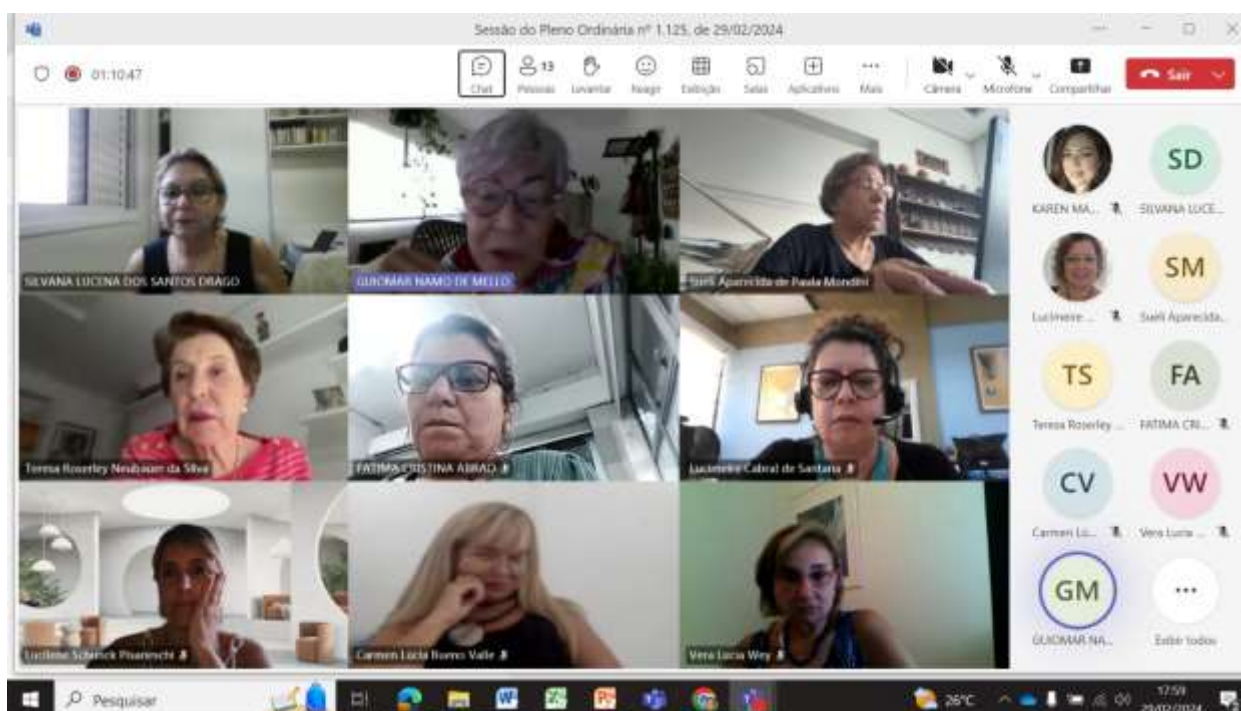 Sessão do Pleno Ordinária nº 1.125, de 29/02/2024
01:10:47
Chat
13
Pessoas
Levantar
Reagir
Exibição
Salas
Aplicativos
Mais
Câmera
Microfone
Compartilhar
Sair
SILVANA LUCENA DOS SANTOS DRAGO
GUIOMAR NAMO DE MELLO
Sueli Aparecida de Paula Mondini
Teresa Roserley Neubauer da Silva
FATIMA CRISTINA ABRAO
Lucimeire Cabral de Santana
Lucilene Schunck Pisaneschi
Carmen Lucia Bueno Valle
Vera Lucia Wey
KAREN MA...
SD
SILVANA LUCE...
Lucimeire ...
SM
Sueli Aparecida...
TS
Teresa Roserley ...
FA
FATIMA CRI...
CV
Carmen Lu...
VW
Vera Lucia ...
GM
GUIOMAR NA...
...
Exibir todos
Pesquisar
26°C
17:59
29/02/2024